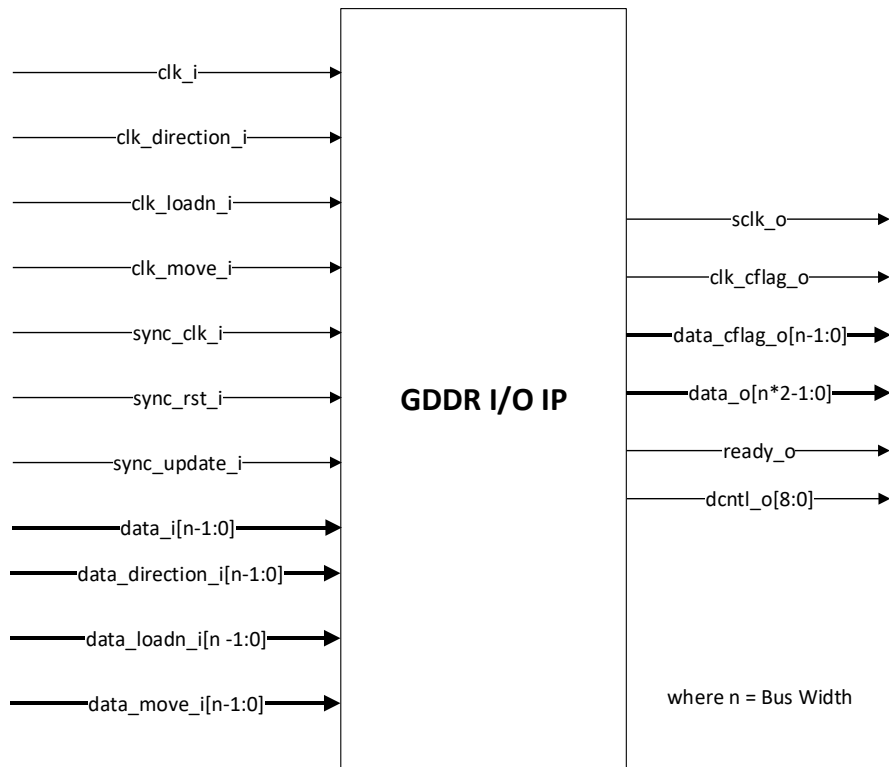 clk_i
clk_direction_i
clk_loadn_i
clk_move_i
sync_clk_i
sync_rst_i
sync_update_i
data_i[n-1:0]
data_direction_i[n-1:0]
data_loadn_i[n -1:0]
data_move_i[n-1:0]
GDDR I/O IP
sclk_o
clk_cflag_o
data_cflag_o[n-1:0]
data_o[n*2-1:0]
ready_o
dcntl_o[8:0]
where n = Bus Width